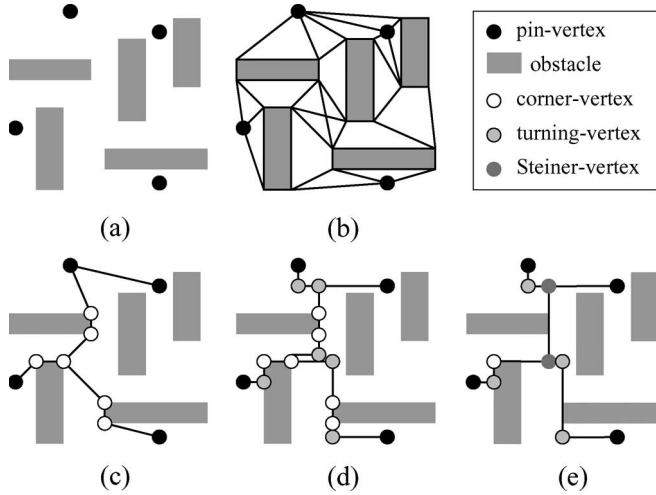 pin-vertex
obstacle
corner-vertex
turning-vertex
Steiner-vertex
(a)
(b)
(c)
(d)
(e)